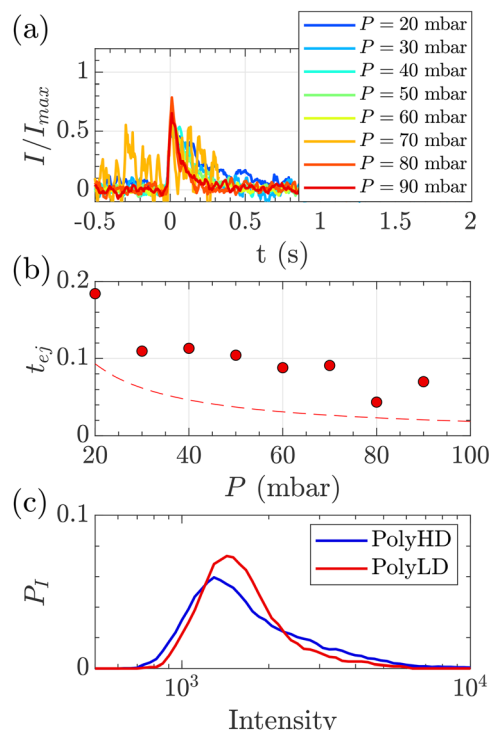 (a)
P = 20 mbar
P = 30 mbar
P = 40 mbar
P = 50 mbar
P = 60 mbar
P = 70 mbar
P = 80 mbar
P = 90 mbar
1
0.5
0
I/I_max
-0.5 0 0.5 1 1.5 2
t (s)
(b)
0.2
0.1
0
t_ej
20 40 60 80 100
P (mbar)
(c)
0.1
0
P_I
PolyHD
PolyLD
10^3 10^4
Intensity